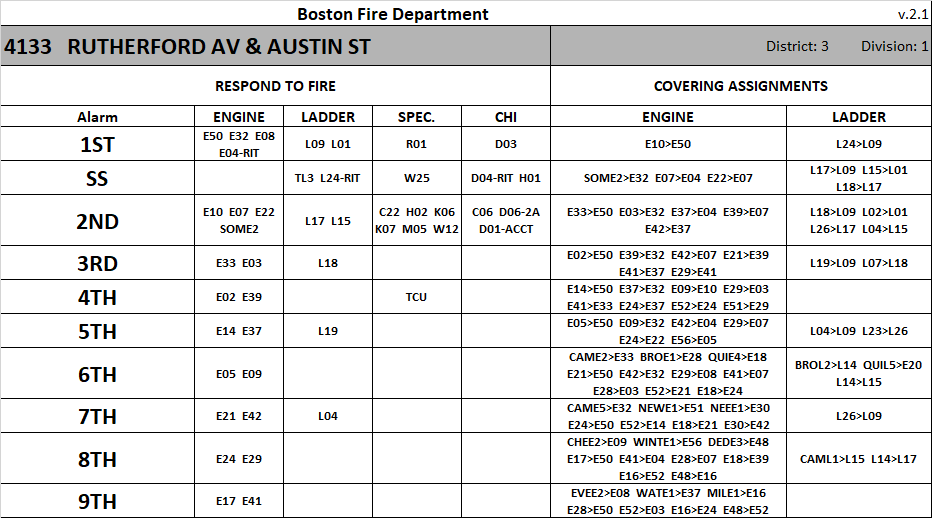 Boston Fire Department v.2.1
4133 RUTHERFORD AV & AUSTIN ST District: 3 Division: 1
RESPOND TO FIRE COVERING ASSIGNMENTS
Alarm ENGINE LADDER SPEC. CHI ENGINE LADDER
1ST
E50 E32 E08
E04-RIT
L09 L01
R01
D03
E10>E50
L24>L09
SS
TL3 L24-RIT
W25
D04-RIT H01
SOME2>E32 E07>E04 E22>E07
L17>L09 L15>L01
L18>L17
2ND
E10 E07 E22
SOME2
L17 L15
C22 H02 K06
K07 M05 W12
C06 D06-2A
D01-ACCT
E33>E50 E03>E32 E37>E04 E39>E07
E42>E37
L18>L09 L02>L01
L26>L17 L04>L15
3RD
E33 E03
L18
E02>E50 E39>E32 E42>E07 E21>E39
E41>E37 E29>E41
L19>L09 L07>L18
4TH
E02 E39
TCU
E14>E50 E37>E32 E09>E10 E29>E03
E41>E33 E24>E37 E52>E24 E51>E29
5TH
E14 E37
L19
E05>E50 E09>E32 E42>E04 E29>E07
E24>E22 E56>E05
L04>L09 L23>L26
6TH
E05 E09
CAME2>E33 BROE1>E28 QUIE4>E18
E21>E50 E42>E32 E29>E08 E41>E07
E28>E03 E52>E21 E18>E24
BROL2>L14 QUIL5>E20
L14>L15
7TH
E21 E42
L04
CAME5>E32 NEWE1>E51 NEEE1>E30
E24>E50 E52>E14 E18>E21 E30>E42
L26>L09
8TH
E24 E29
CHEE2>E09 WINTE1>E56 DEDE3>E48
E17>E50 E41>E04 E28>E07 E18>E39
E16>E52 E48>E16
CAML1>L15 L14>L17
9TH
E17 E41
EVEE2>E08 WATE1>E37 MILE1>E16
E28>E50 E52>E03 E16>E24 E48>E52